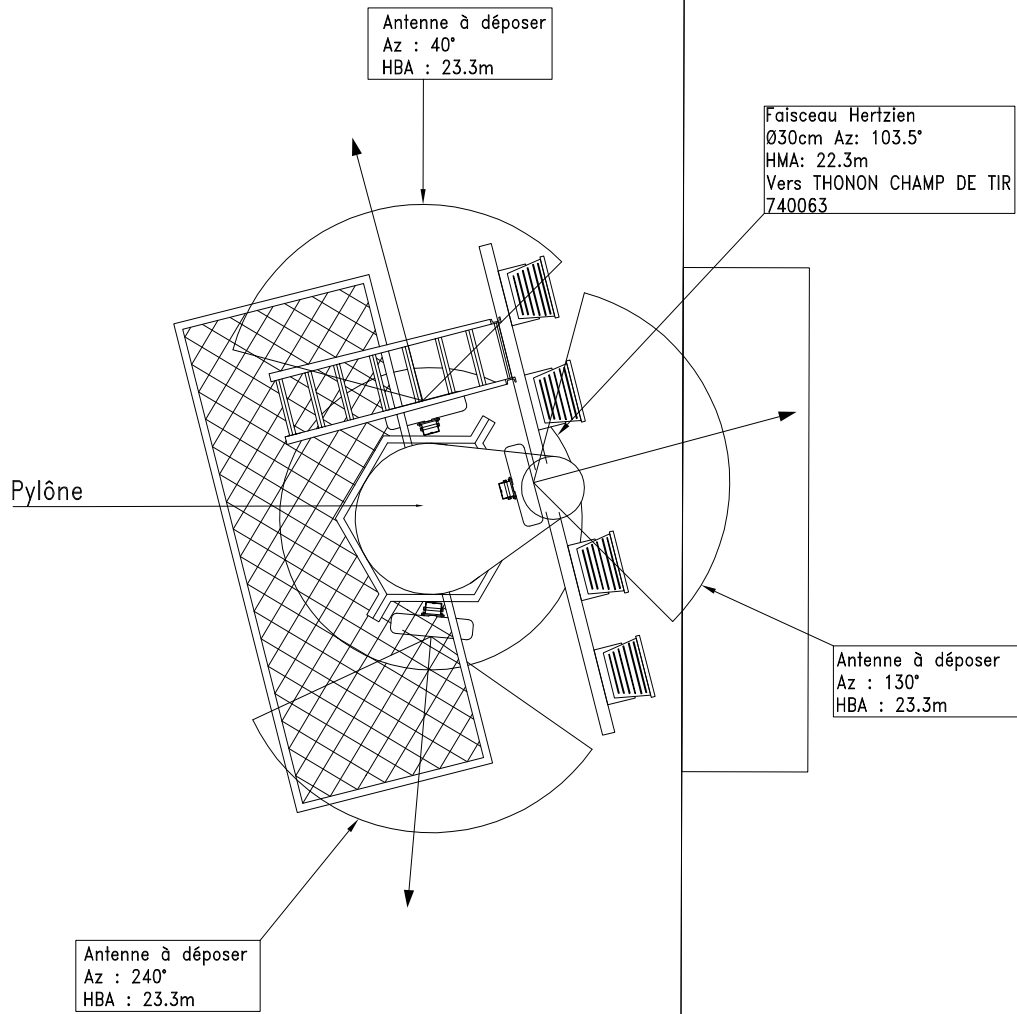 Antenne à déposer
Az : 40°
HBA : 23.3m
Faisceau Hertzien
Ø30cm Az: 103.5°
HMA: 22.3m
Vers THONON CHAMP DE TIR
740063
Pylône
Antenne à déposer
Az : 130°
HBA : 23.3m
Antenne à déposer
Az : 240°
HBA : 23.3m